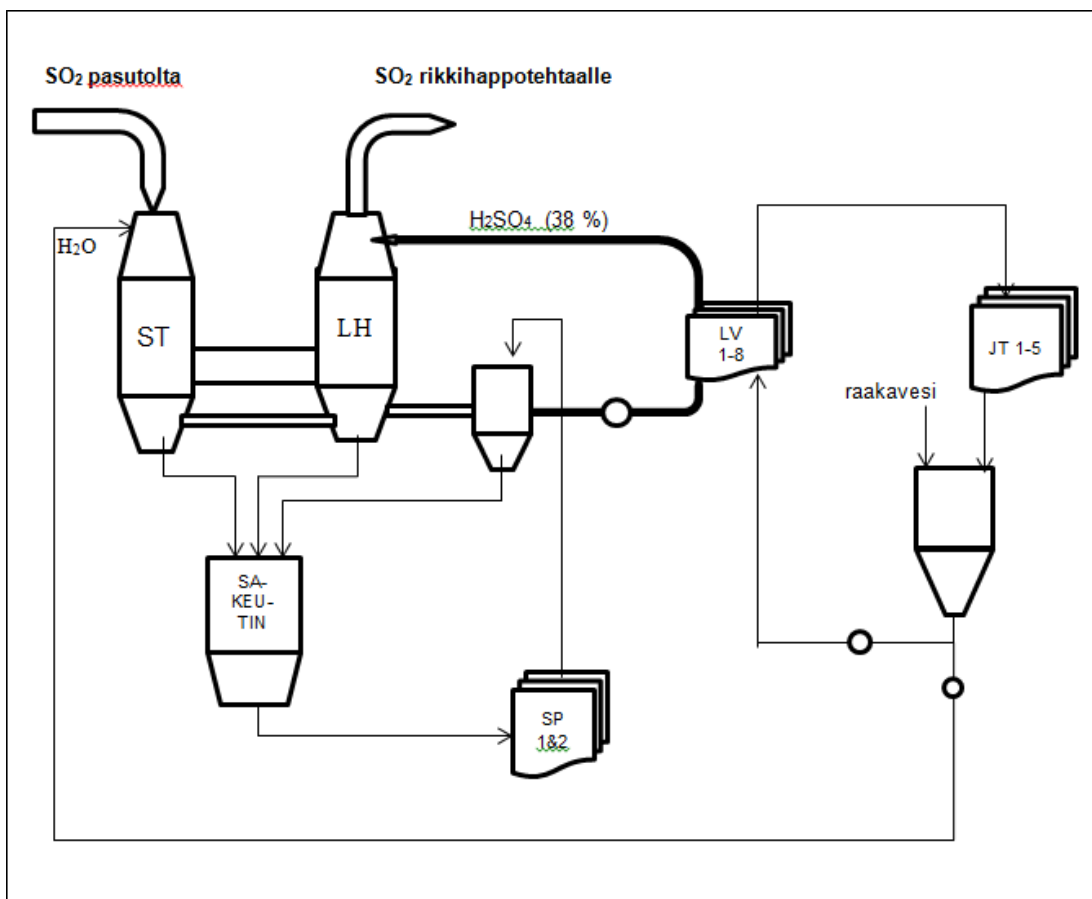 SO₂ pasutolta
SO₂ rikkihappotehtaalle
H₂SO₄ (38 %)
H₂O
ST
LH
LV
1-8
JT 1-5
raakavesi
SA-
KEU-
TIN
SP
1&2